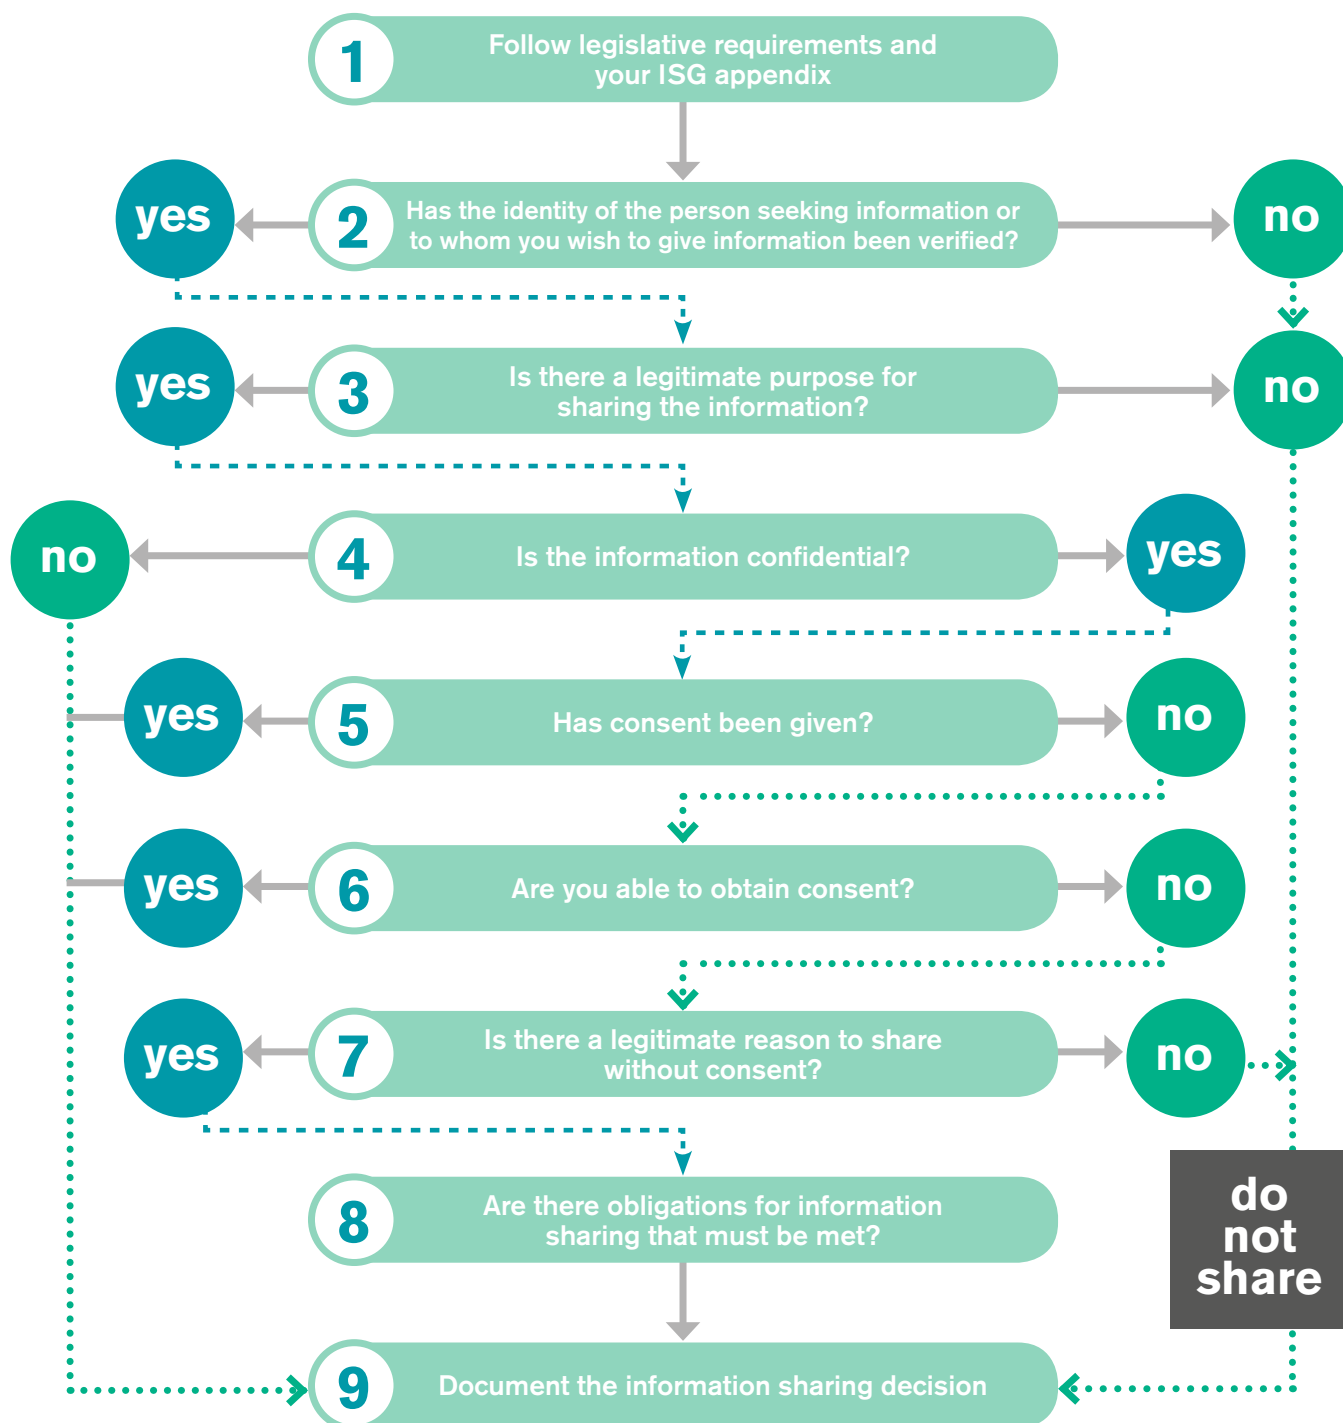 1
Follow legislative requirements and
your ISG appendix
yes
2
Has the identity of the person seeking information or
to whom you wish to give information been verified?
no
yes
3
Is there a legitimate purpose for
sharing the information?
no
no
4
Is the information confidential?
yes
yes
5
Has consent been given?
no
yes
6
Are you able to obtain consent?
no
yes
7
Is there a legitimate reason to share
without consent?
no
8
Are there obligations for information
sharing that must be met?
do
not
share
9
Document the information sharing decision